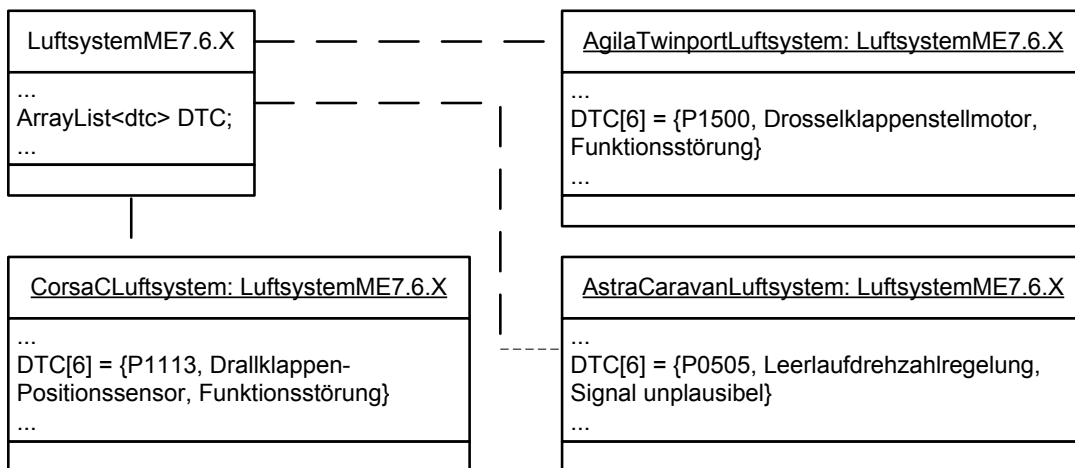 LuftsystemME7.6.X
...
ArrayList<dtc> DTC;
...
AgilaTwinportLuftsystem: LuftsystemME7.6.X
...
DTC[6] = {P1500, Drosselklappenstellmotor,
Funktionsstörung}
...
CorsaCLuftsystem: LuftsystemME7.6.X
...
DTC[6] = {P1113, Drallklappen-
Positionssensor, Funktionsstörung}
...
AstraCaravanLuftsystem: LuftsystemME7.6.X
...
DTC[6] = {P0505, Leerlaufdrehzahlregelung,
Signal unplausibel}
...